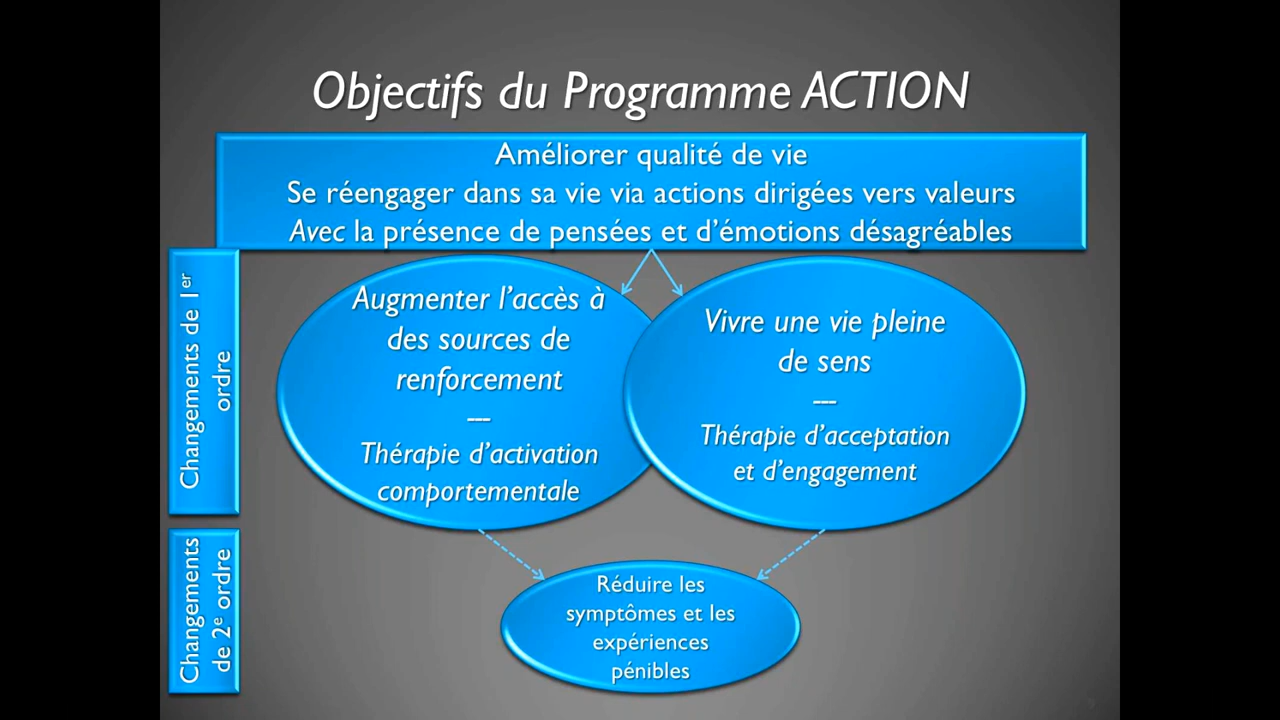 Objectifs du Programme ACTION
Améliorer qualité de vie
Se réengager dans sa vie via actions dirigées vers valeurs
Avec la présence de pensées et d’émotions désagréables
Changements de 1er
ordre
Augmenter l’accès à
des sources de
renforcement
---
Thérapie d’activation
comportementale
Vivre une vie pleine
de sens
---
Thérapie d’acceptation
et d’engagement
Changements
de 2e ordre
Réduire les
symptômes et les
expériences
pénibles